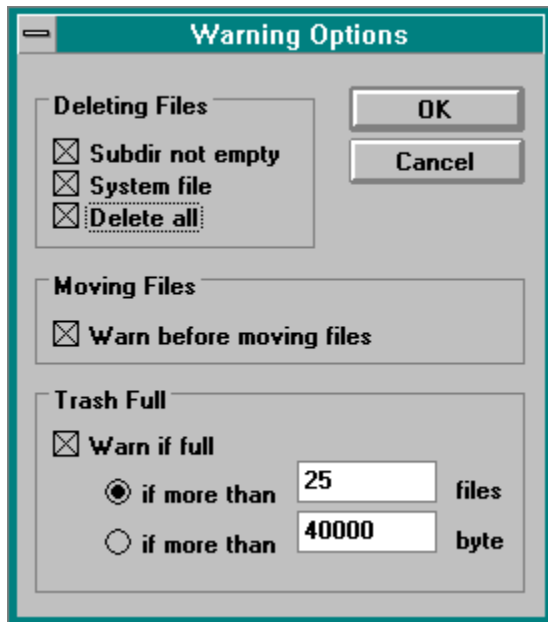 Warning Options
Deleting Files
OK
Subdir not empty
Cancel
System file
Delete all
Moving Files
Warn before moving files
Trash Full
Warn if full
if more than 25 files
if more than 40000 byte